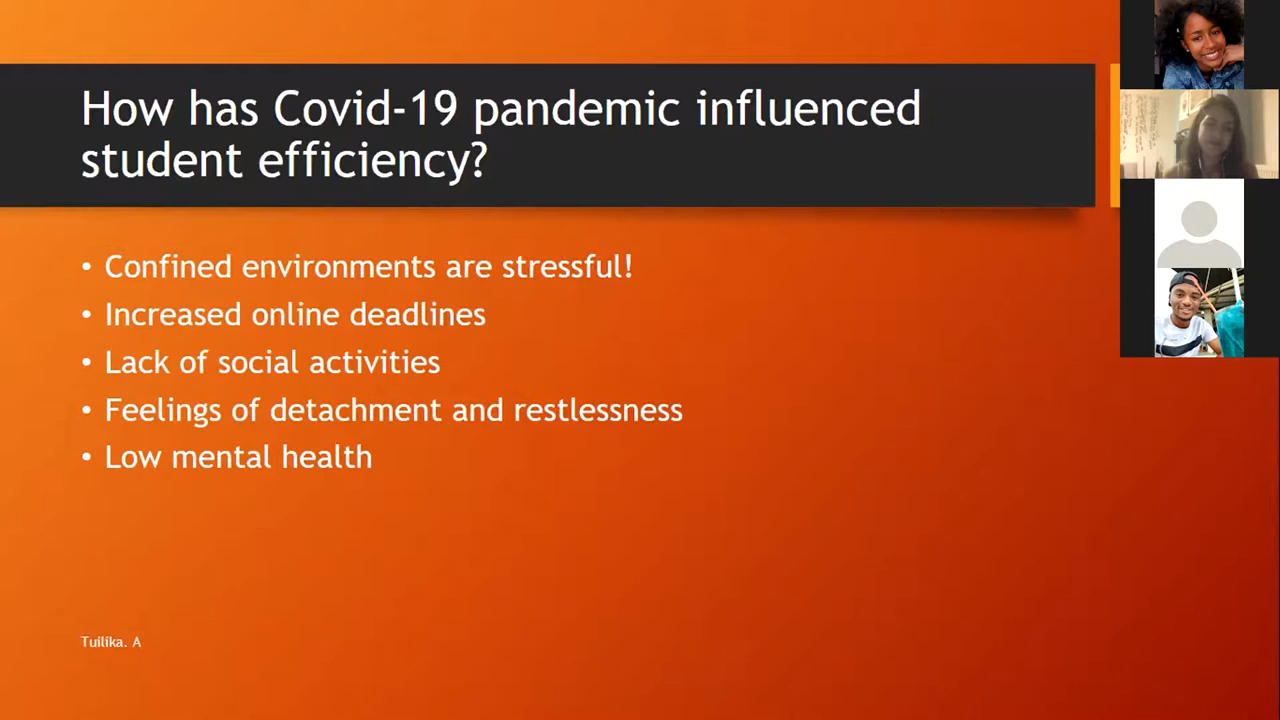 How has Covid-19 pandemic influenced
student efficiency?
• Confined environments are stressful!
• Increased online deadlines
• Lack of social activities
• Feelings of detachment and restlessness
• Low mental health
Tuilika. A